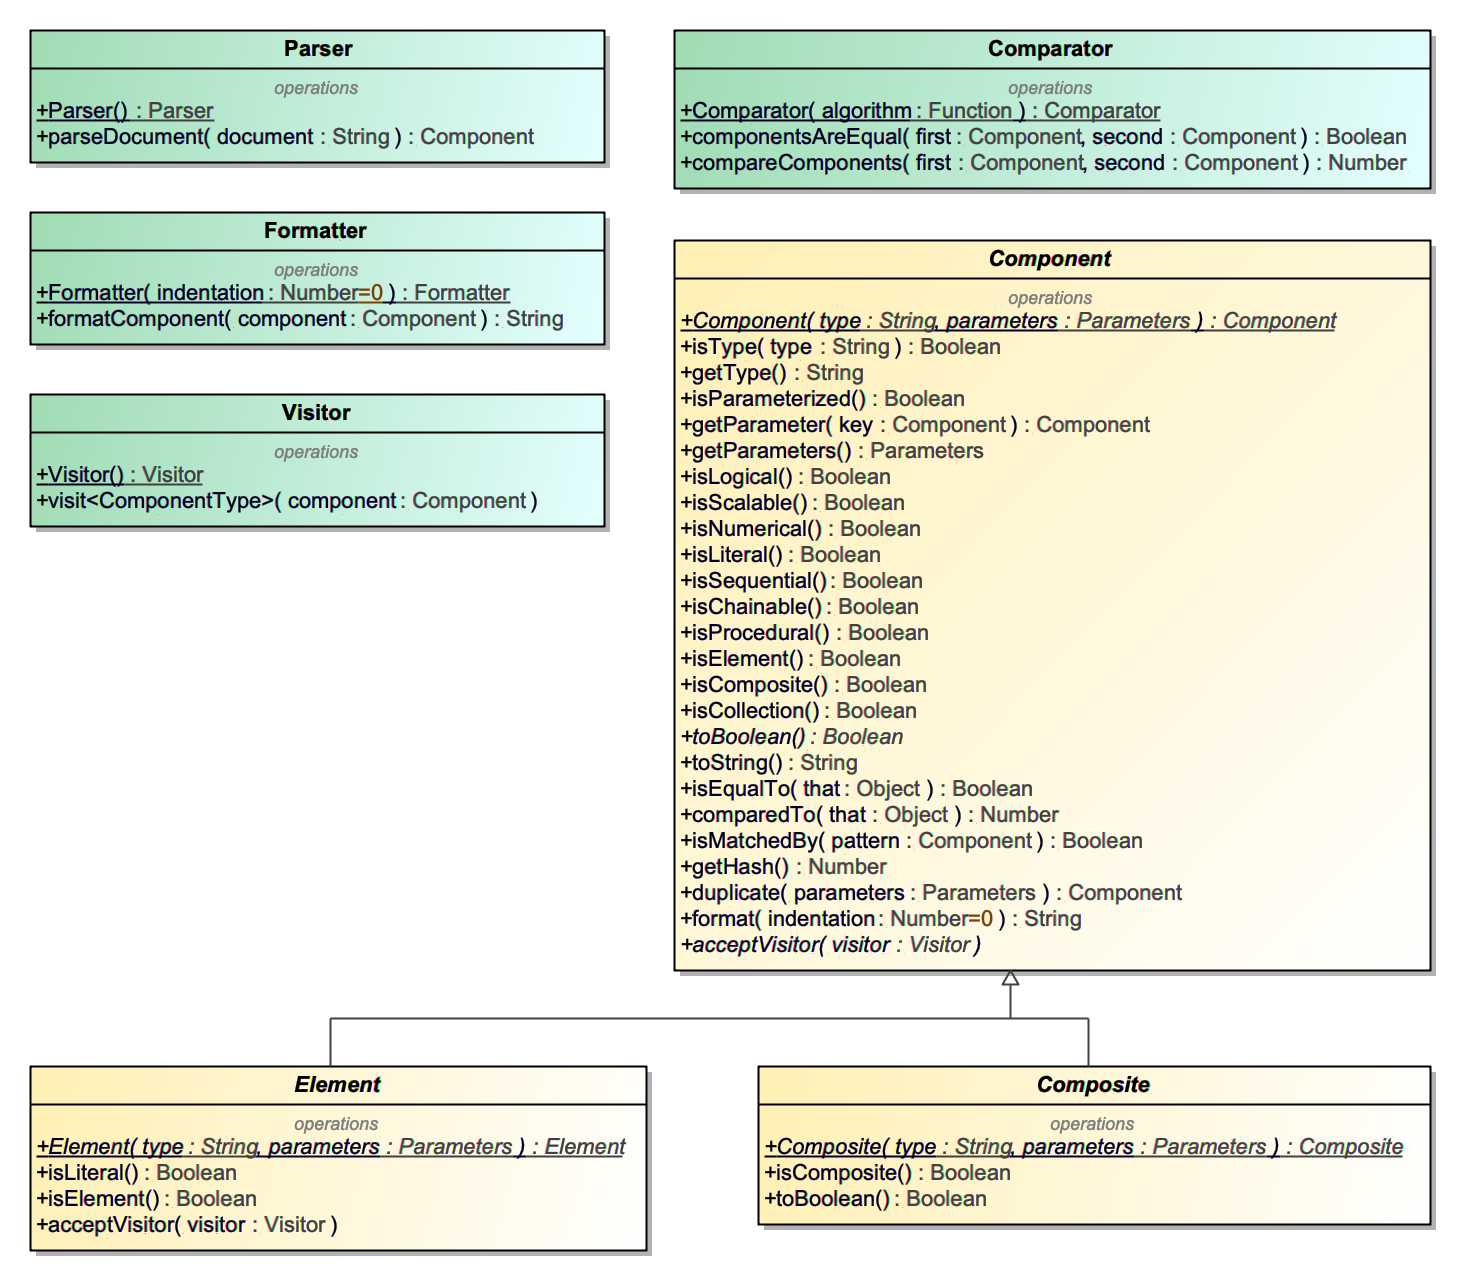 Parser
operations
+Parser() : Parser
+parseDocument( document : String ) : Component
Formatter
operations
+Formatter( indentation : Number=0 ) : Formatter
+formatComponent( component : Component ) : String
Visitor
operations
+Visitor() : Visitor
+visit<ComponentType>( component : Component )
Comparator
operations
+Comparator( algorithm : Function ) : Comparator
+componentsAreEqual( first : Component, second : Component ) : Boolean
+compareComponents( first : Component, second : Component ) : Number
Component
operations
+Component( type : String, parameters : Parameters ) : Component
+isType( type : String ) : Boolean
+getType() : String
+isParameterized() : Boolean
+getParameter( key : Component ) : Component
+getParameters() : Parameters
+isLogical() : Boolean
+isScalable() : Boolean
+isNumerical() : Boolean
+isLiteral() : Boolean
+isSequential() : Boolean
+isChainable() : Boolean
+isProcedural() : Boolean
+isElement() : Boolean
+isComposite() : Boolean
+isCollection() : Boolean
+toBoolean() : Boolean
+toString() : String
+isEqualTo( that : Object ) : Boolean
+comparedTo( that : Object ) : Number
+isMatchedBy( pattern : Component ) : Boolean
+getHash() : Number
+duplicate( parameters : Parameters ) : Component
+format( indentation : Number=0 ) : String
+acceptVisitor( visitor : Visitor )
Element
operations
+Element( type : String, parameters : Parameters ) : Element
+isLiteral() : Boolean
+isElement() : Boolean
+acceptVisitor( visitor : Visitor )
Composite
operations
+Composite( type : String, parameters : Parameters ) : Composite
+isComposite() : Boolean
+toBoolean() : Boolean